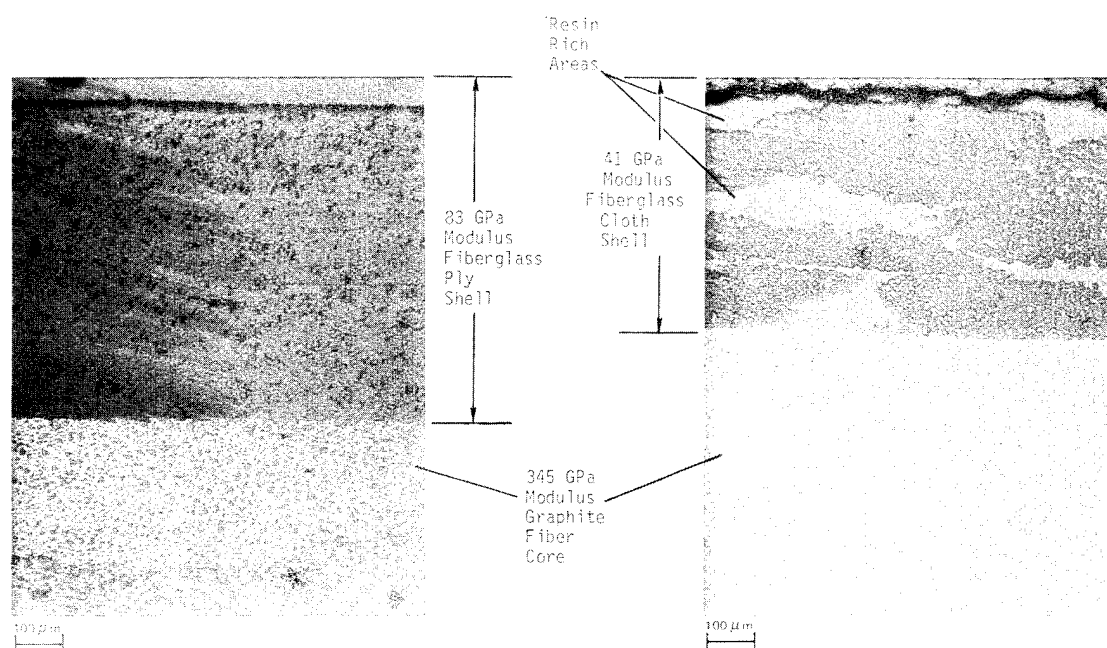 Resin
Rich
Areas
83 GPa
Modulus
Fiberglass
Ply
Shell
41 GPa
Modulus
Fiberglass
Cloth
Shell
345 GPa
Modulus
Graphite
Fiber
Core
100 μm
100 μm